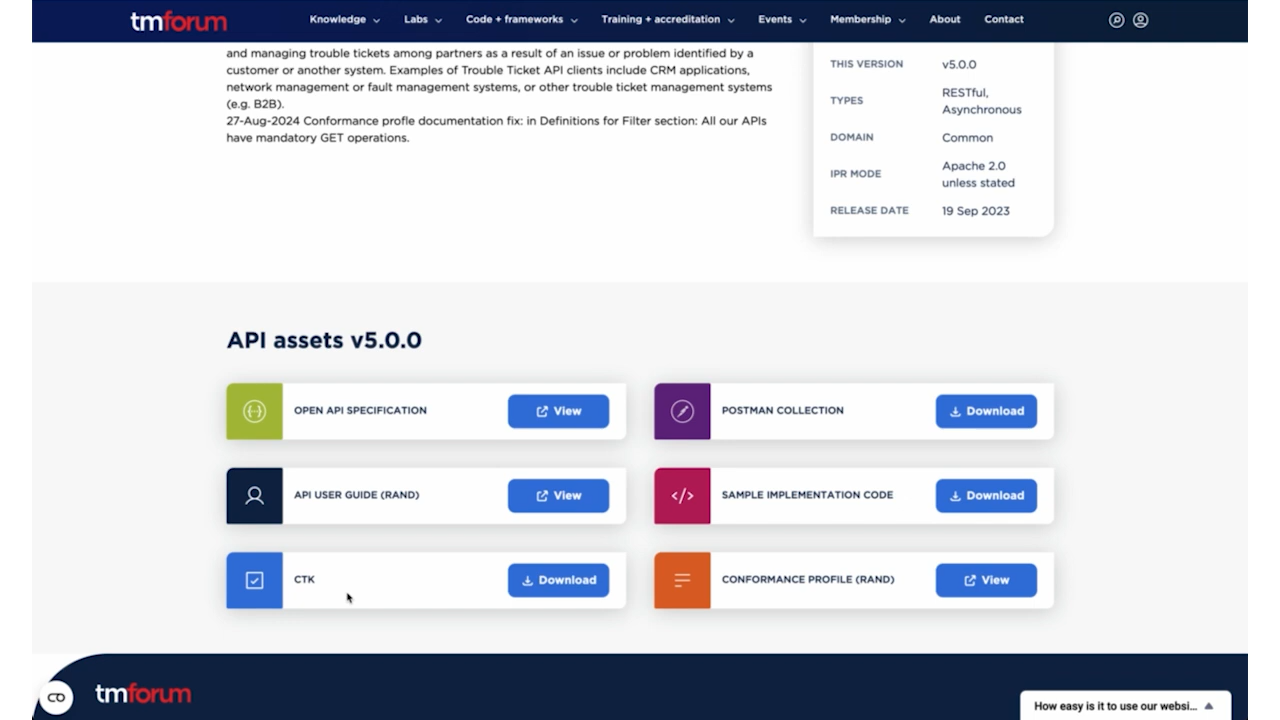 tmforum
Knowledge
Labs
Code + frameworks
Training + accreditation
Events
Membership
About
Contact
and managing trouble tickets among partners as a result of an issue or problem identified by a
customer or another system. Examples of Trouble Ticket API clients include CRM applications,
network management or fault management systems, or other trouble ticket management systems
(e.g. B2B).
27-Aug-2024 Conformance profle documentation fix: in Definitions for Filter section: All our APIs
have mandatory GET operations.
THIS VERSION v5.0.0
TYPES RESTful,
Asynchronous
DOMAIN Common
IPR MODE Apache 2.0
unless stated
RELEASE DATE 19 Sep 2023
API assets v5.0.0
OPEN API SPECIFICATION View
POSTMAN COLLECTION Download
API USER GUIDE (RAND) View
SAMPLE IMPLEMENTATION CODE Download
CTK Download
CONFORMANCE PROFILE (RAND) View
tmforum
How easy is it to use our websi...